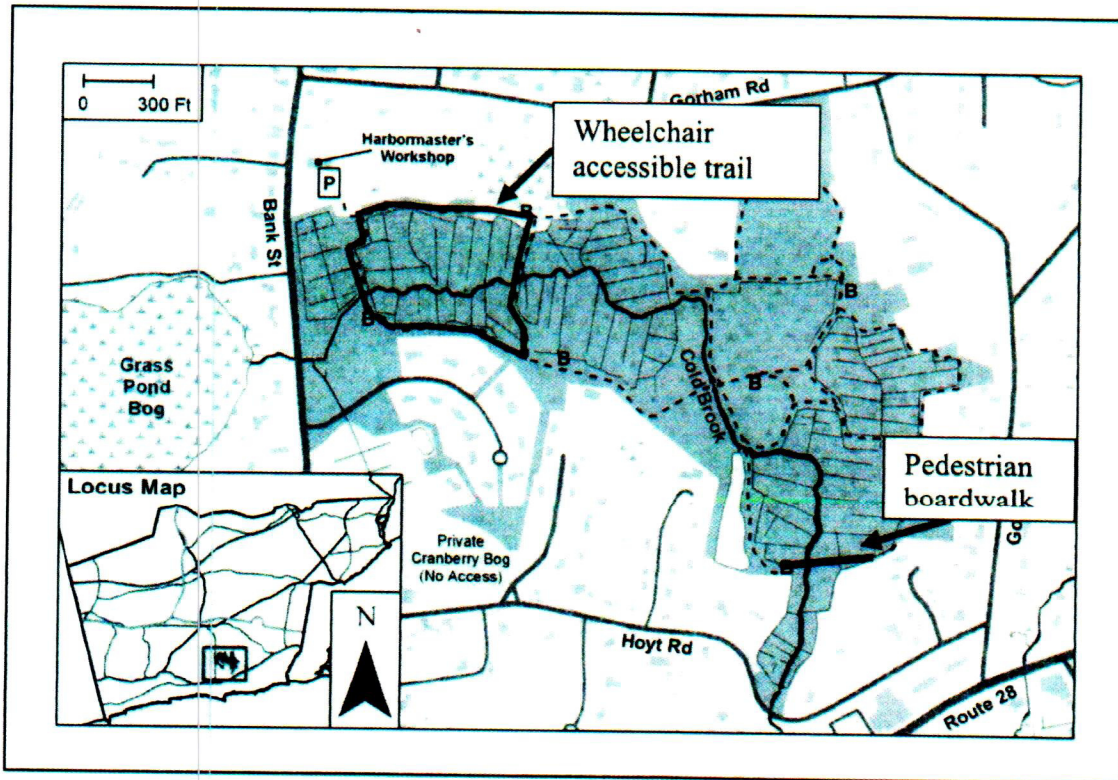 0 300 Ft
Gorham Rd
Wheelchair
accessible trail
Harbormaster's
Workshop
P
Bank St
B
B
B
B
B
Grass
Pond
Bog
Cold Brook
Pedestrian
boardwalk
B
Locus Map
Private
Cranberry Bog
(No Access)
N
Hoyt Rd
Route 28